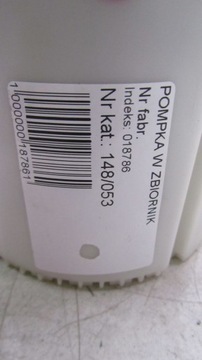 POMPKA W ZBIORNIK
Nr fabr.
Indeks: 018786
Nr kat.: 148/053
1000000187861